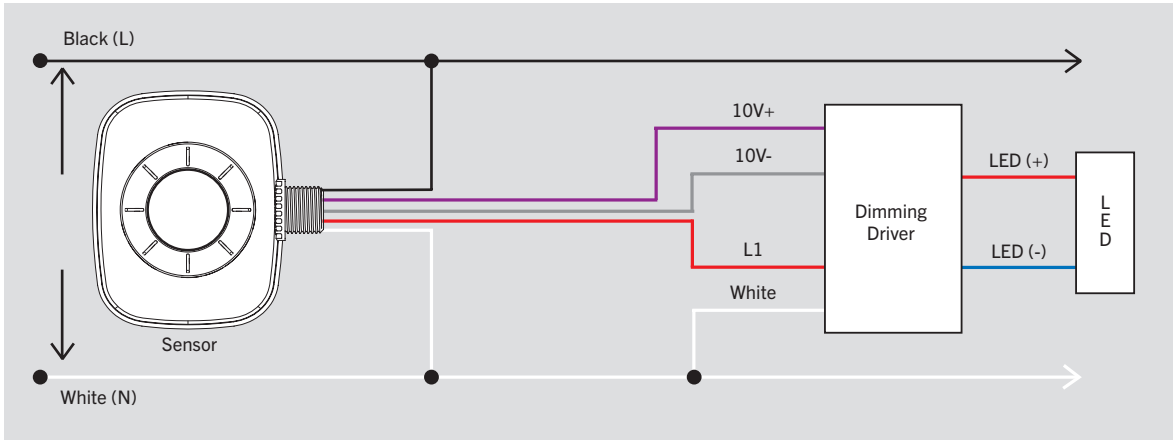 Black (L)
10V+
10V-
LED (+)
L
E
D
Dimming
Driver
L1
LED (-)
White
Sensor
White (N)